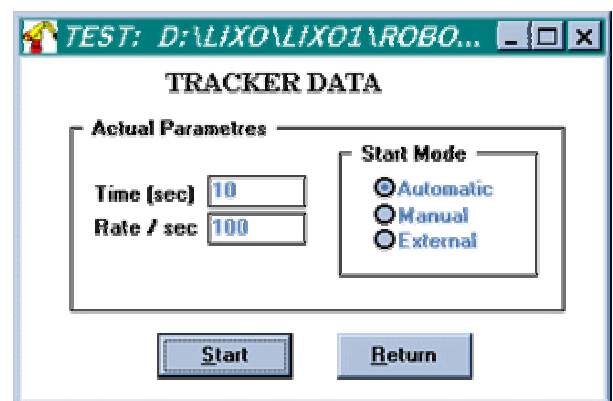 TEST: D:\LIXO\LIXO1\ROBO...
TRACKER DATA
Actual Parametres
Start Mode
Time (sec) 10
Rate / sec 100
Automatic
Manual
External
Start
Return